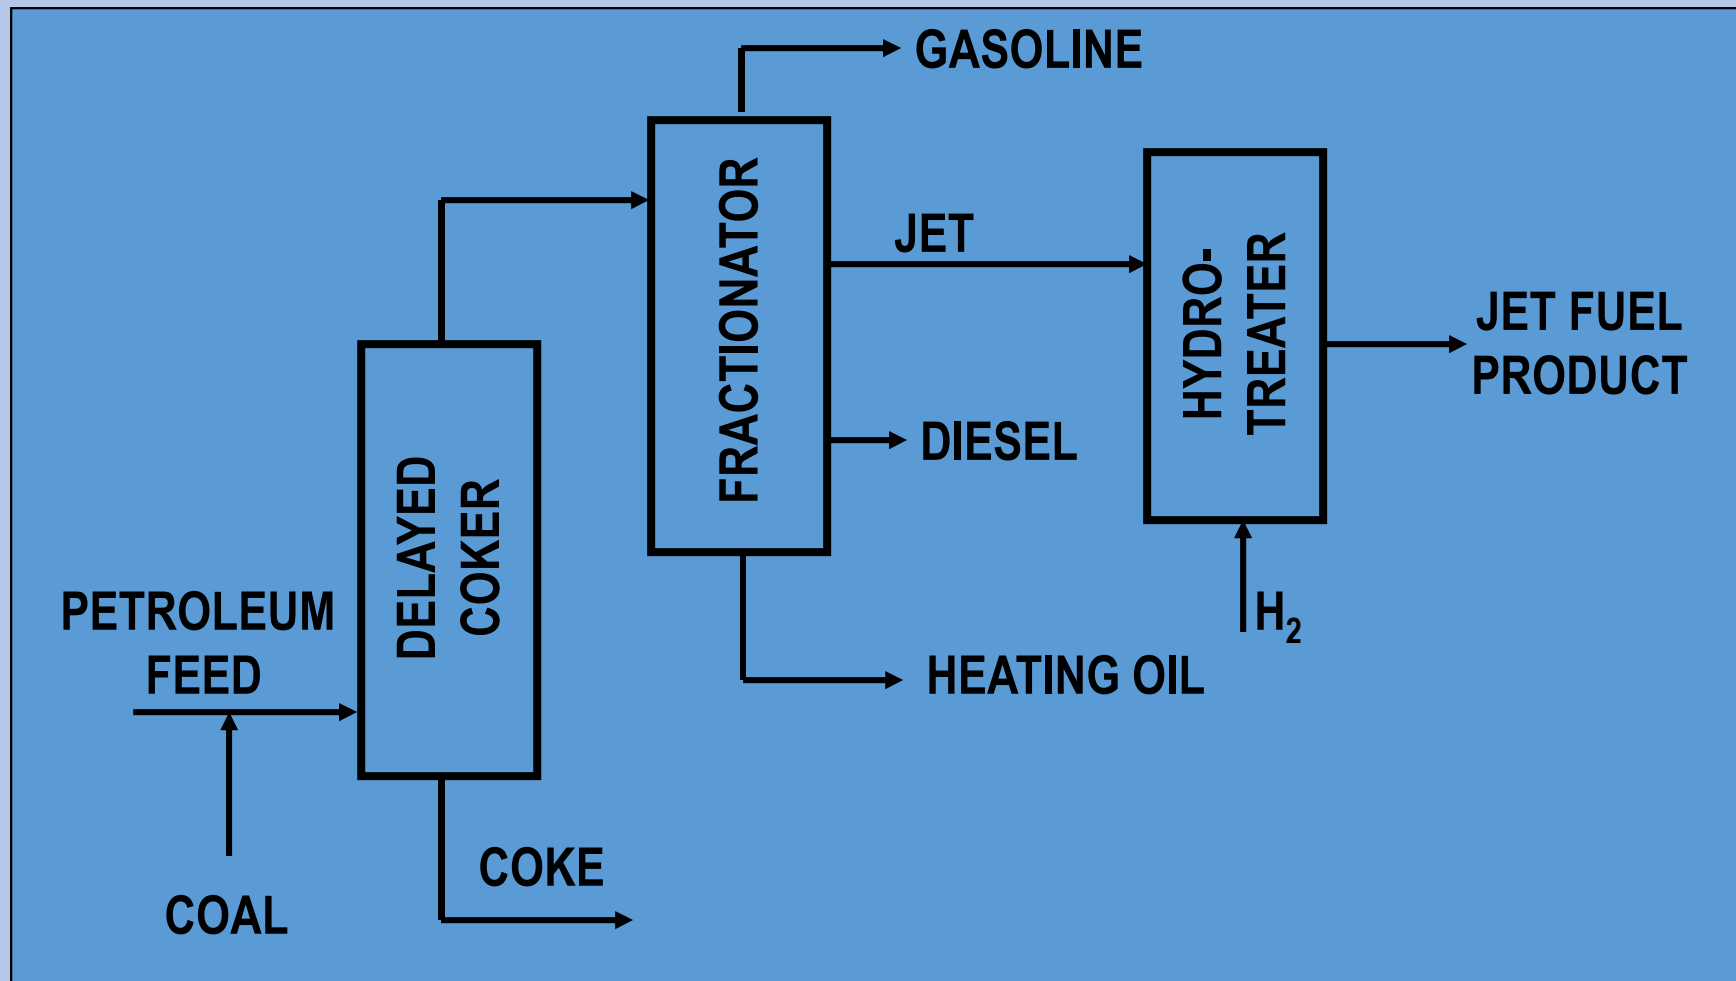 GASOLINE
FRACTIONATOR
JET
HYDRO-
TREATER
JET FUEL
PRODUCT
DIESEL
DELAYED
COKER
PETROLEUM
FEED
H₂
HEATING OIL
COKE
COAL